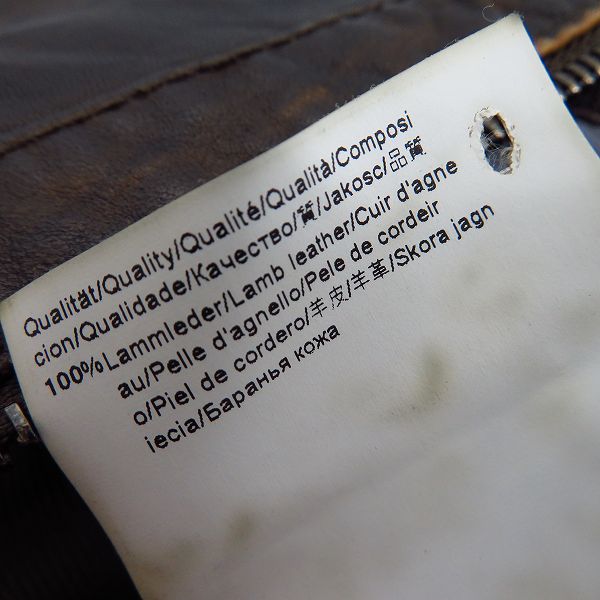 Qualität/Quality/Qualité/Qualità/Composi
cion/Qualidade/Качество/質/Jakosc/品質
100%Lammleder/Lamb leather/Cuir d'agne
au/Pelle d'agnello/Pele de cordeir
o/Piel de cordero/羊皮/羊革/Skora jagn
iecia/Баранья кожа